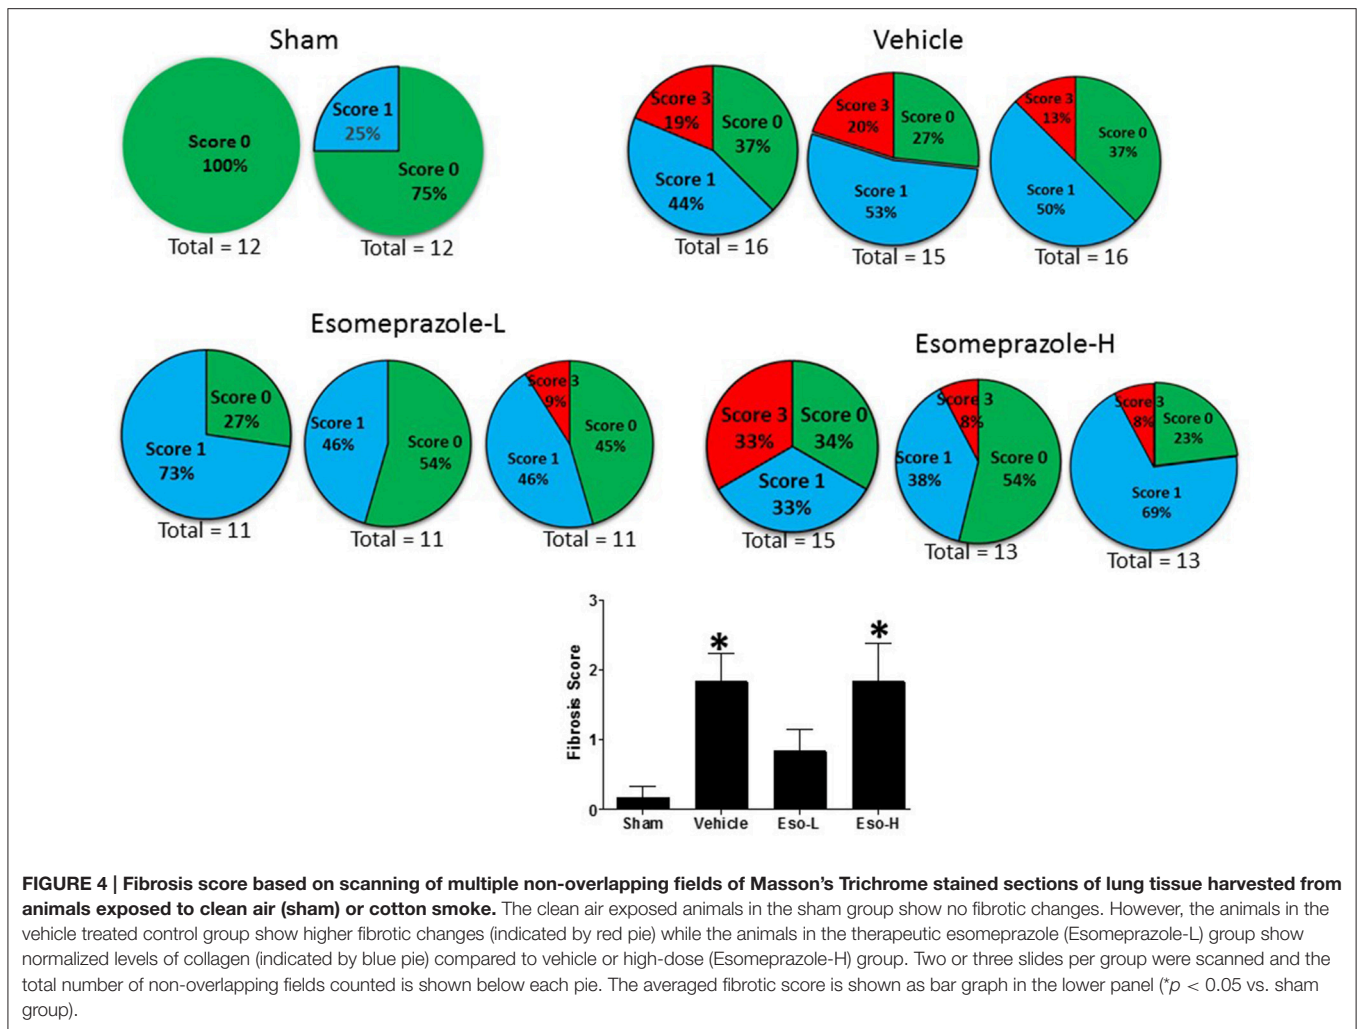 Sham
Vehicle
Score 0
100%
Total = 12
Score 1
25%
Score 0
75%
Total = 12
Score 3
19%
Score 0
37%
Score 1
44%
Total = 16
Score 3
20%
Score 0
27%
Score 1
53%
Total = 15
Score 3
13%
Score 0
37%
Score 1
50%
Total = 16
Esomeprazole-L
Esomeprazole-H
Score 0
27%
Score 1
73%
Total = 11
Score 1
46%
Score 0
54%
Total = 11
Score 3
9%
Score 0
45%
Score 1
46%
Total = 11
Score 3
33%
Score 0
34%
Score 1
33%
Total = 15
Score 3
8%
Score 1
38%
Score 0
54%
Total = 13
Score 3
8%
Score 0
23%
Score 1
69%
Total = 13
Fibrosis Score
3
2
1
0
*
*
Sham Vehicle Eso-L Eso-H
FIGURE 4 | Fibrosis score based on scanning of multiple non-overlapping fields of Masson's Trichrome stained sections of lung tissue harvested from
animals exposed to clean air (sham) or cotton smoke. The clean air exposed animals in the sham group show no fibrotic changes. However, the animals in the
vehicle treated control group show higher fibrotic changes (indicated by red pie) while the animals in the therapeutic esomeprazole (Esomeprazole-L) group show
normalized levels of collagen (indicated by blue pie) compared to vehicle or high-dose (Esomeprazole-H) group. Two or three slides per group were scanned and the
total number of non-overlapping fields counted is shown below each pie. The averaged fibrotic score is shown as bar graph in the lower panel (*p < 0.05 vs. sham
group).